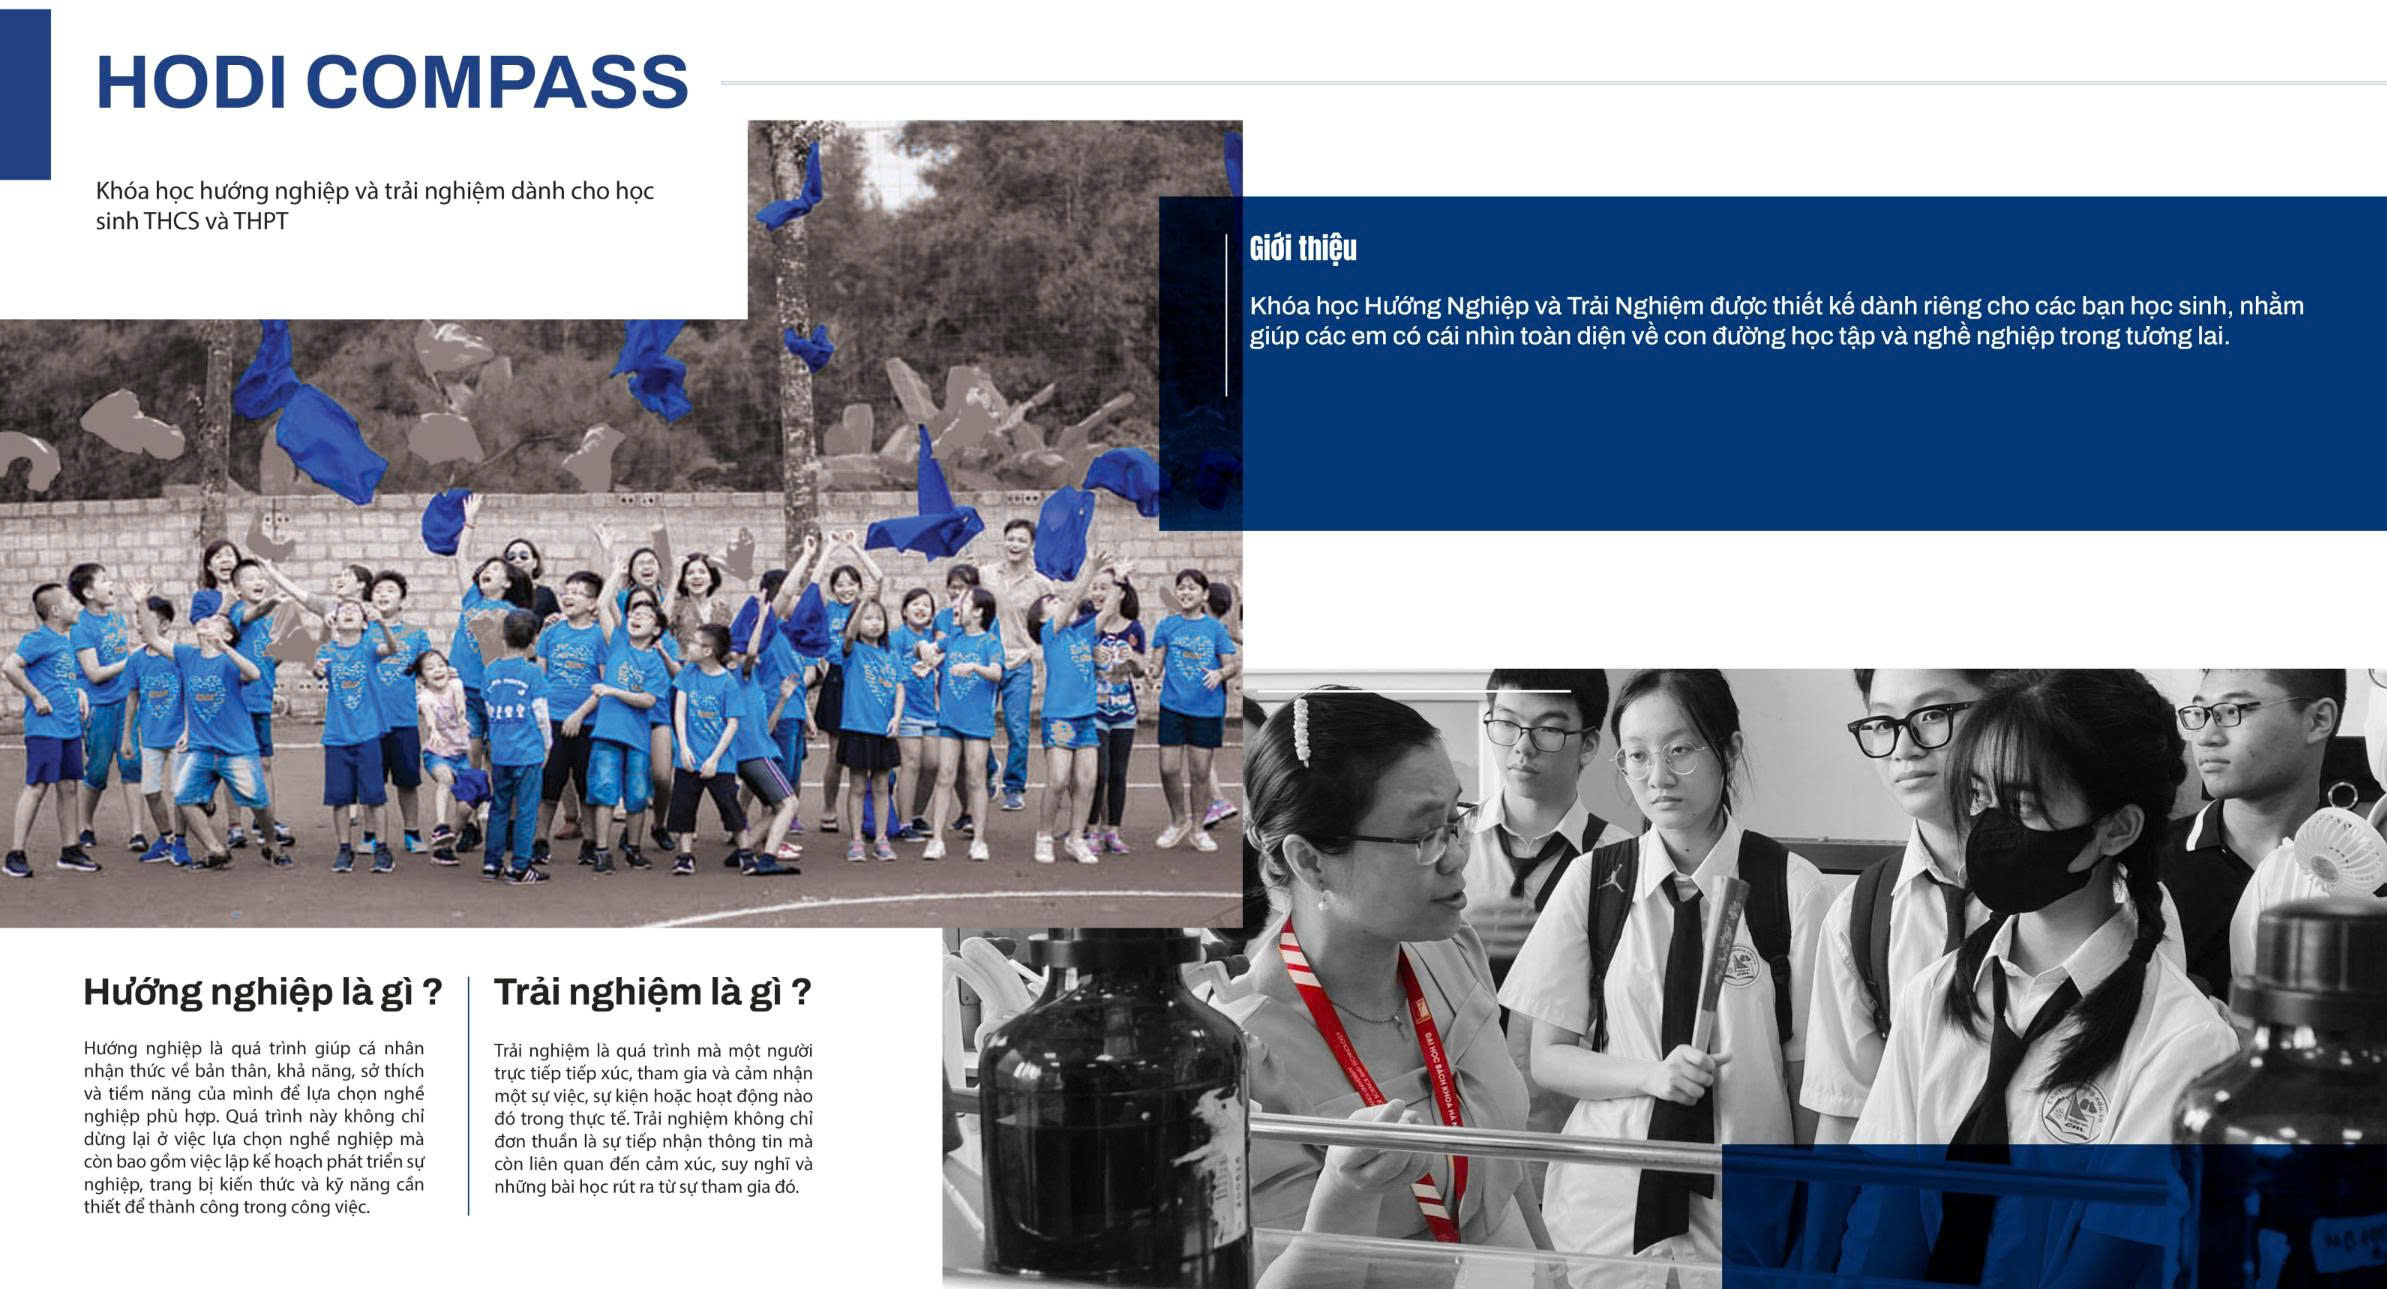 HODI COMPASS
Khóa học hướng nghiệp và trải nghiệm dành cho học
sinh THCS và THPT
Giới thiệu
Khóa học Hướng Nghiệp và Trải Nghiệm được thiết kế dành riêng cho các bạn học sinh, nhằm
giúp các em có cái nhìn toàn diện về con đường học tập và nghề nghiệp trong tương lai.
Hướng nghiệp là gì ?
Hướng nghiệp là quá trình giúp cá nhân
nhận thức về bản thân, khả năng, sở thích
và tiềm năng của mình để lựa chọn nghề
nghiệp phù hợp. Quá trình này không chỉ
dừng lại ở việc lựa chọn nghề nghiệp mà
còn bao gồm việc lập kế hoạch phát triển sự
nghiệp, trang bị kiến thức và kỹ năng cần
thiết để thành công trong công việc.
Trải nghiệm là gì ?
Trải nghiệm là quá trình mà một người
trực tiếp tiếp xúc, tham gia và cảm nhận
một sự việc, sự kiện hoặc hoạt động nào
đó trong thực tế. Trải nghiệm không chỉ
đơn thuần là sự tiếp nhận thông tin mà
còn liên quan đến cảm xúc, suy nghĩ và
những bài học rút ra từ sự tham gia đó.
ĐẠI HỌC BÁCH KHOA HÀ